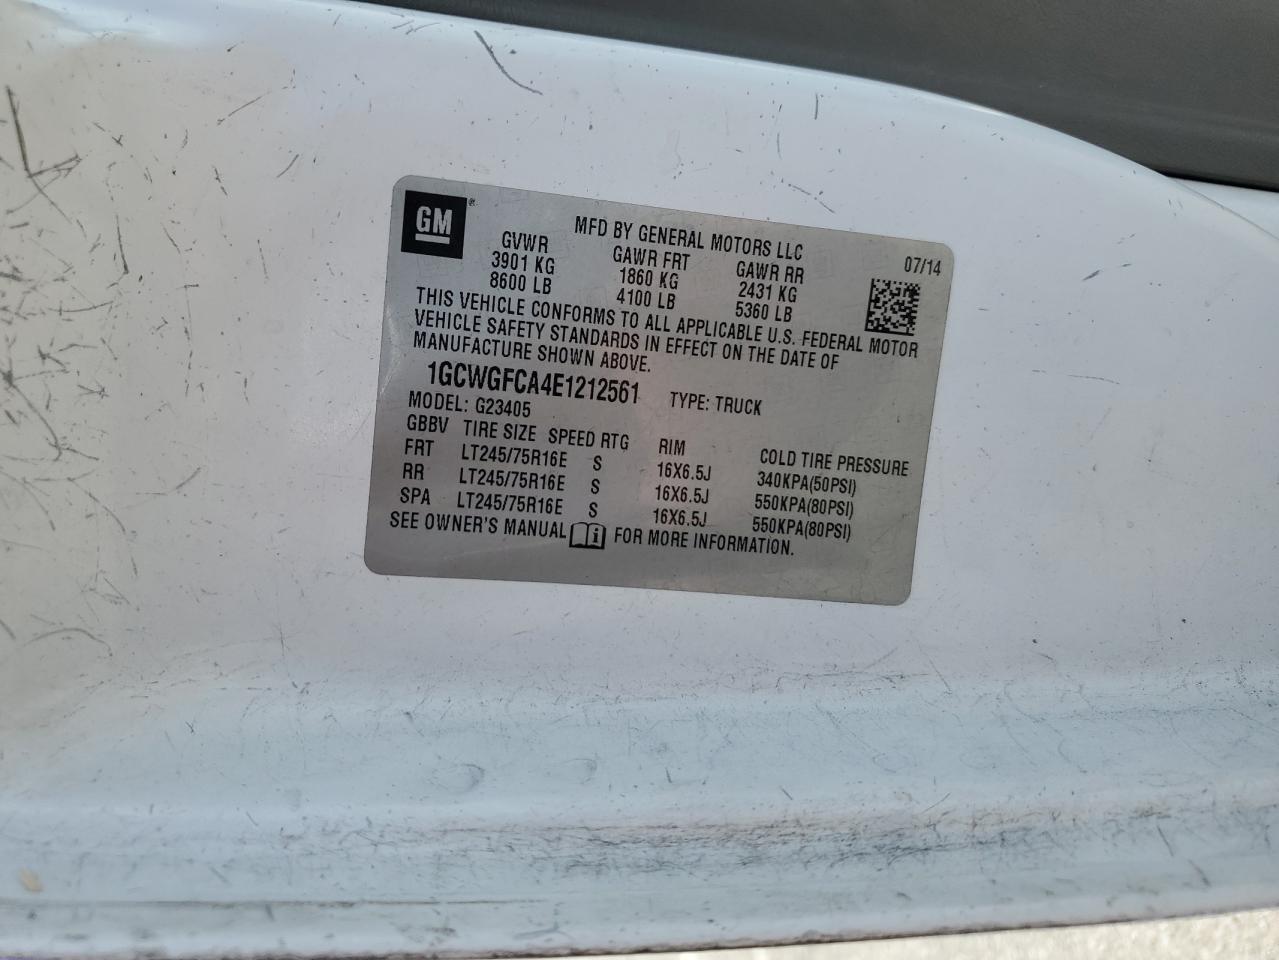 GM
MFD BY GENERAL MOTORS LLC
07/14
GVWR GAWR FRT GAWR RR
3901 KG 1860 KG 2431 KG
8600 LB 4100 LB 5360 LB
THIS VEHICLE CONFORMS TO ALL APPLICABLE U.S. FEDERAL MOTOR
VEHICLE SAFETY STANDARDS IN EFFECT ON THE DATE OF
MANUFACTURE SHOWN ABOVE.
1GCWGFCA4E1212561 TYPE: TRUCK
MODEL: G23405
GBBV TIRE SIZE SPEED RTG RIM COLD TIRE PRESSURE
FRT LT245/75R16E S 16X6.5J 340KPA(50PSI)
RR LT245/75R16E S 16X6.5J 550KPA(80PSI)
SPA LT245/75R16E S 16X6.5J 550KPA(80PSI)
SEE OWNER'S MANUAL i FOR MORE INFORMATION.